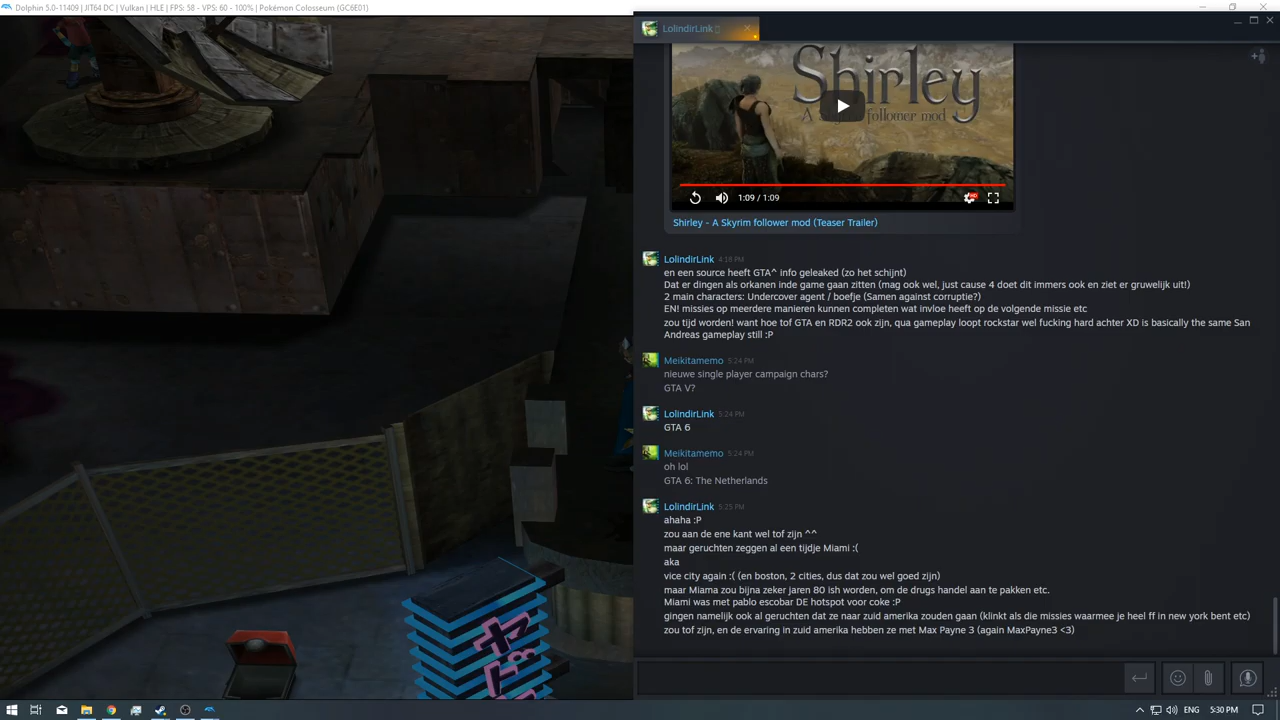 Dolphin 5.0-11409 | JIT64 DC | Vulkan | HLE | FPS: 58 - VPS: 60 - 100% | Pokémon Colosseum (GC6E01)
LolindirLink
Shirley
A Skyrim follower mod
1:09 / 1:09
HD
Shirley - A Skyrim follower mod (Teaser Trailer)
LolindirLink 4:18 PM
en een source heeft GTA^ info geleaked (zo het schijnt)
Dat er dingen als orkanen inde game gaan zitten (mag ook wel, just cause 4 doet dit immers ook en ziet er gruwelijk uit!)
2 main characters: Undercover agent / boefje (Samen against corruptie?)
EN! missies op meerdere manieren kunnen completen wat invloe heeft op de volgende missie etc
zou tijd worden! want hoe tof GTA en RDR2 ook zijn, qua gameplay loopt rockstar wel fucking hard achter XD is basically the same San
Andreas gameplay still :P
Meikitamemo 5:24 PM
nieuwe single player campaign chars?
GTA V?
LolindirLink 5:24 PM
GTA 6
Meikitamemo 5:24 PM
oh lol
GTA 6: The Netherlands
LolindirLink 5:25 PM
ahaha :P
zou aan de ene kant wel tof zijn ^^
maar geruchten zeggen al een tijdje Miami :(
aka
vice city again :( (en boston, 2 cities, dus dat zou wel goed zijn)
maar Miama zou bijna zeker jaren 80 ish worden, om de drugs handel aan te pakken etc.
Miami was met pablo escobar DE hotspot voor coke :P
gingen namelijk ook al geruchten dat ze naar zuid amerika zouden gaan (klinkt als die missies waarmee je heel ff in new york bent etc)
zou tof zijn, en de ervaring in zuid amerika hebben ze met Max Payne 3 (again MaxPayne3 <3)
ENG 5:30 PM